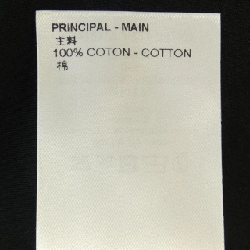 PRINCIPAL - MAIN
主料
100% COTON - COTTON
棉